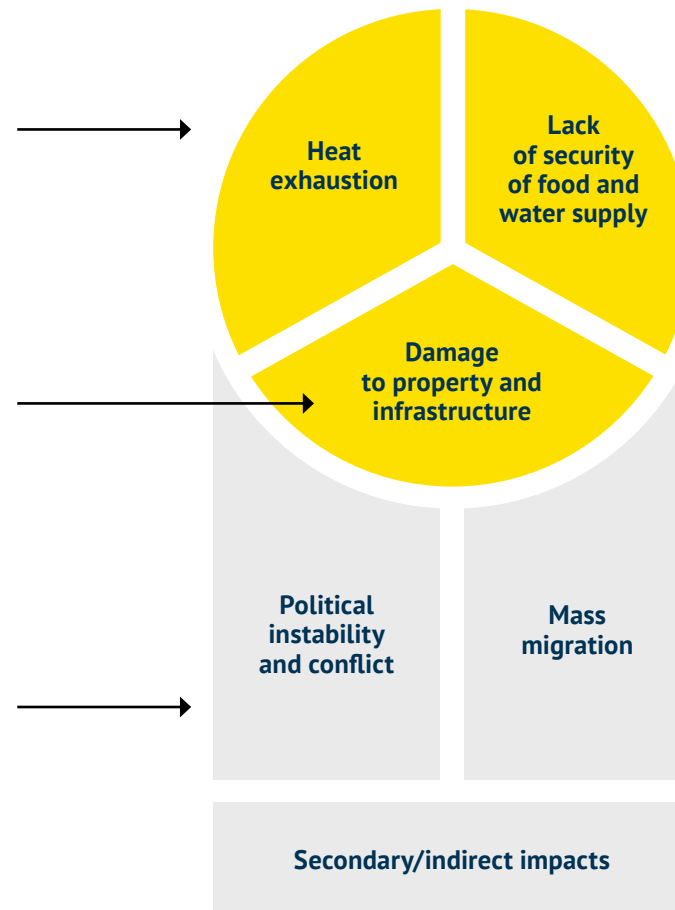 Heat
exhaustion
Lack
of security
of food and
water supply
Damage
to property and
infrastructure
Political
instability
and conflict
Mass
migration
Secondary/indirect impacts